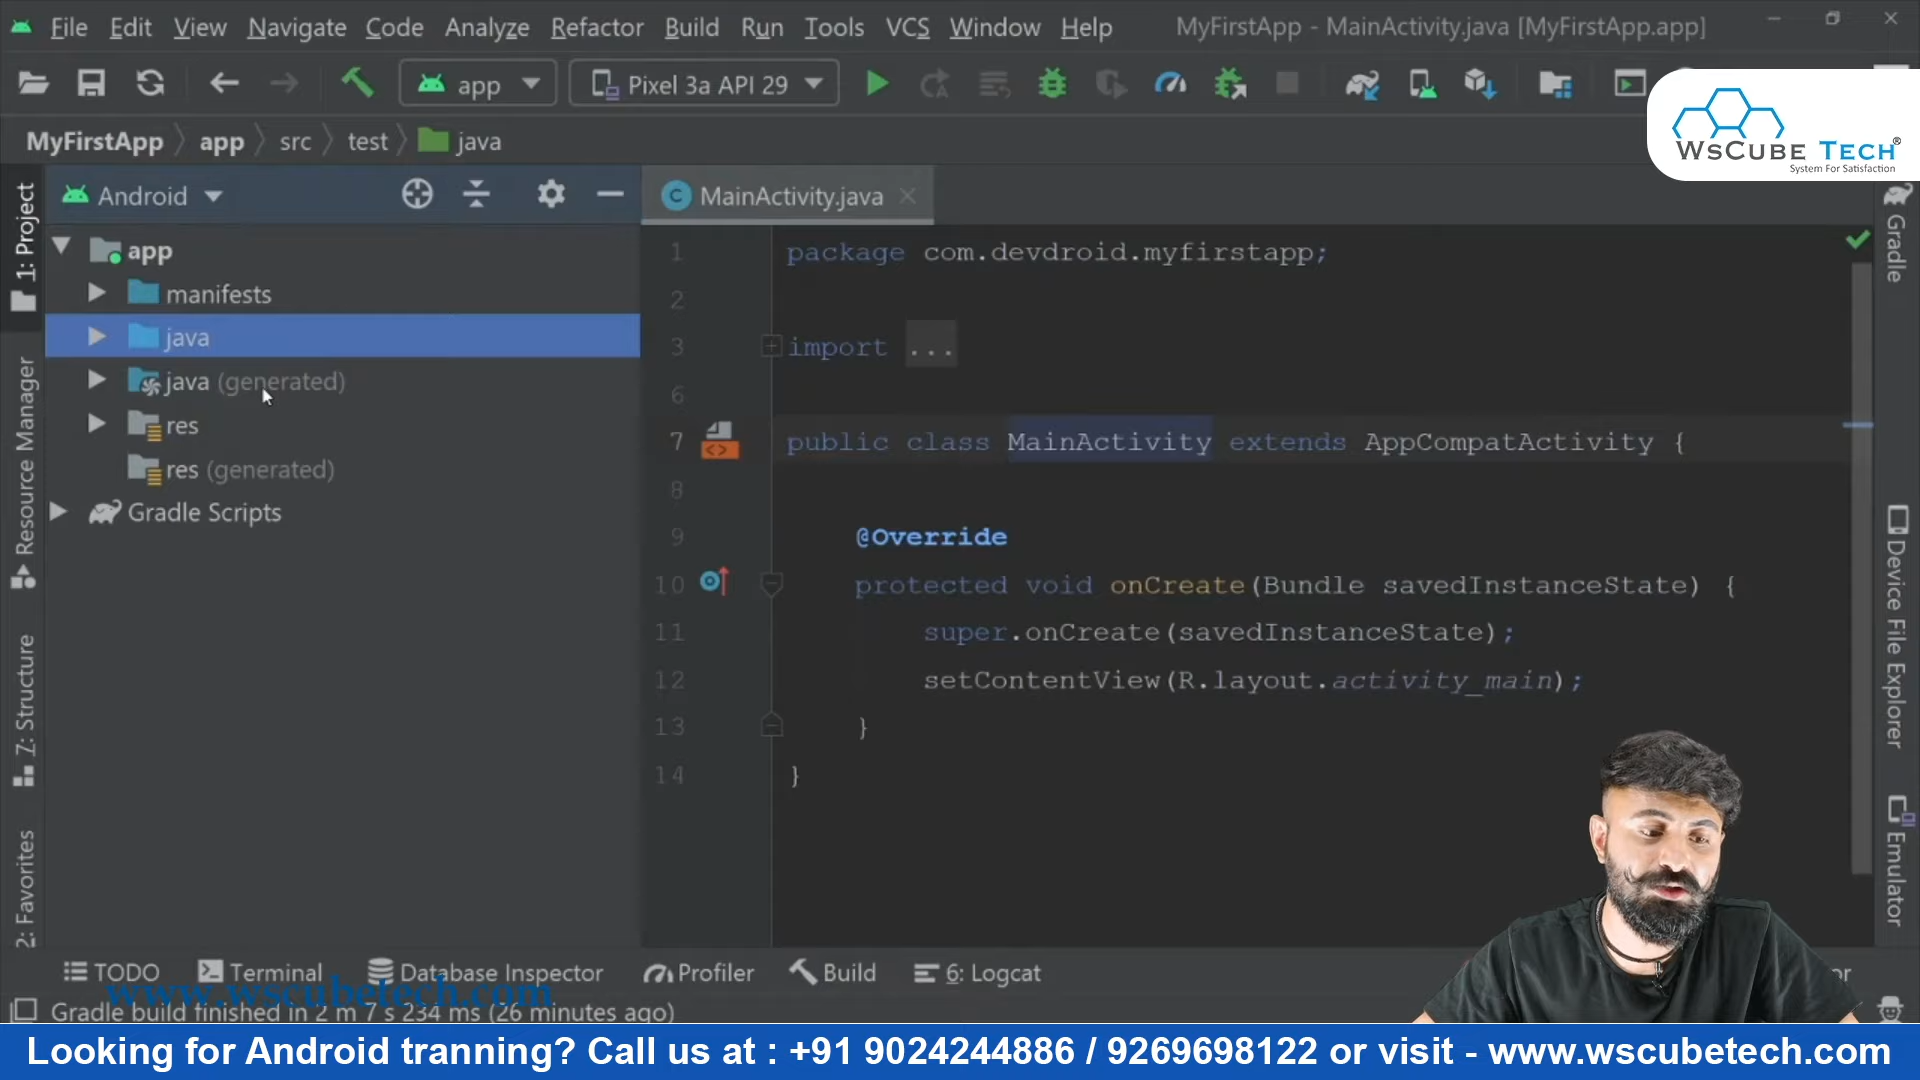 File Edit View Navigate Code Analyze Refactor Build Run Tools VCS Window Help MyFirstApp - MainActivity.java [MyFirstApp.app]
app Pixel 3a API 29
WsCube Tech®
System For Satisfaction
MyFirstApp app src test java
Android
MainActivity.java
1: Project
Resource Manager
7: Structure
2: Favorites
app
manifests
java
java (generated)
res
res (generated)
Gradle Scripts
1 package com.devdroid.myfirstapp;
2
3 import ...
6
7 public class MainActivity extends AppCompatActivity {
8
9 @Override
10 protected void onCreate(Bundle savedInstanceState) {
11 super.onCreate(savedInstanceState);
12 setContentView(R.layout.activity_main);
13 }
14 }
Gradle
Device File Explorer
Emulator
TODO Terminal Database Inspector Profiler Build 6: Logcat
www.wscubetech.com
Gradle build finished in 2 m 7 s 234 ms (26 minutes ago)
Looking for Android tranning? Call us at : +91 9024244886 / 9269698122 or visit - www.wscubetech.com